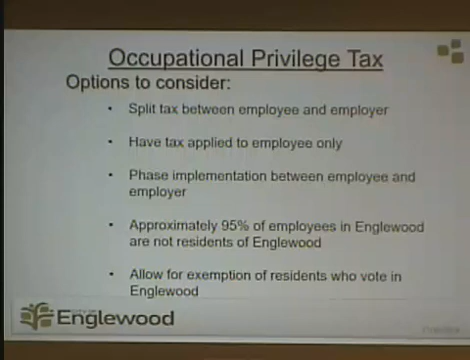 Occupational Privilege Tax
Options to consider:
• Split tax between employee and employer
• Have tax applied to employee only
• Phase implementation between employee and
employer
• Approximately 95% of employees in Englewood
are not residents of Englewood
• Allow for exemption of residents who vote in
Englewood
Englewood